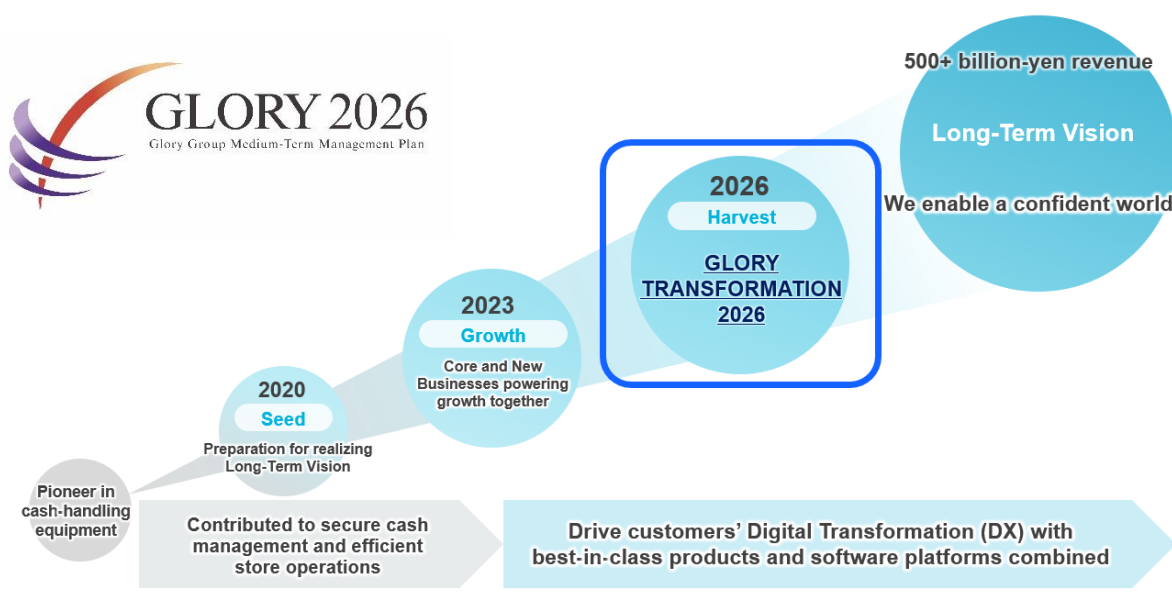 GLORY 2026
Glory Group Medium-Term Management Plan
500+ billion-yen revenue
Long-Term Vision
We enable a confident world
2026
Harvest
GLORY
TRANSFORMATION
2026
2023
Growth
Core and New
Businesses powering
growth together
2020
Seed
Preparation for realizing
Long-Term Vision
Pioneer in
cash-handling
equipment
Contributed to secure cash
management and efficient
store operations
Drive customers’ Digital Transformation (DX) with
best-in-class products and software platforms combined